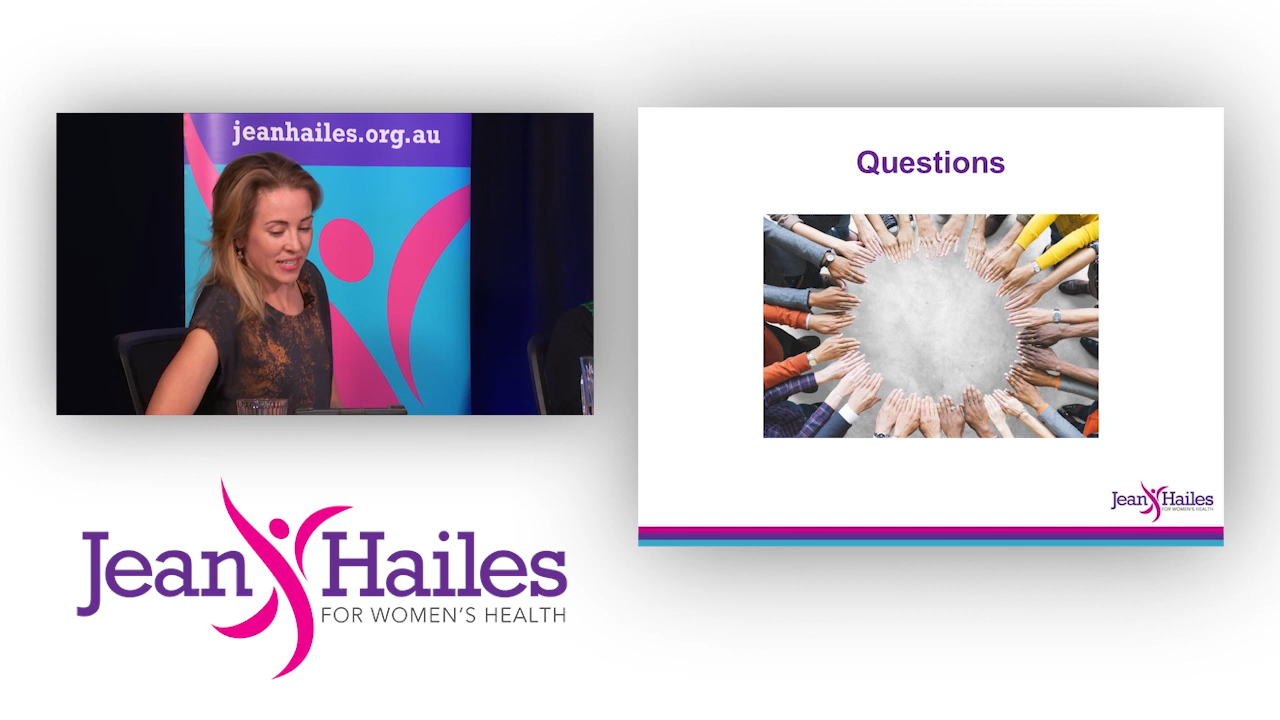 jeanhailes.org.au
Questions
Jean Hailes
FOR WOMEN'S HEALTH
Jean Hailes
FOR WOMEN'S HEALTH